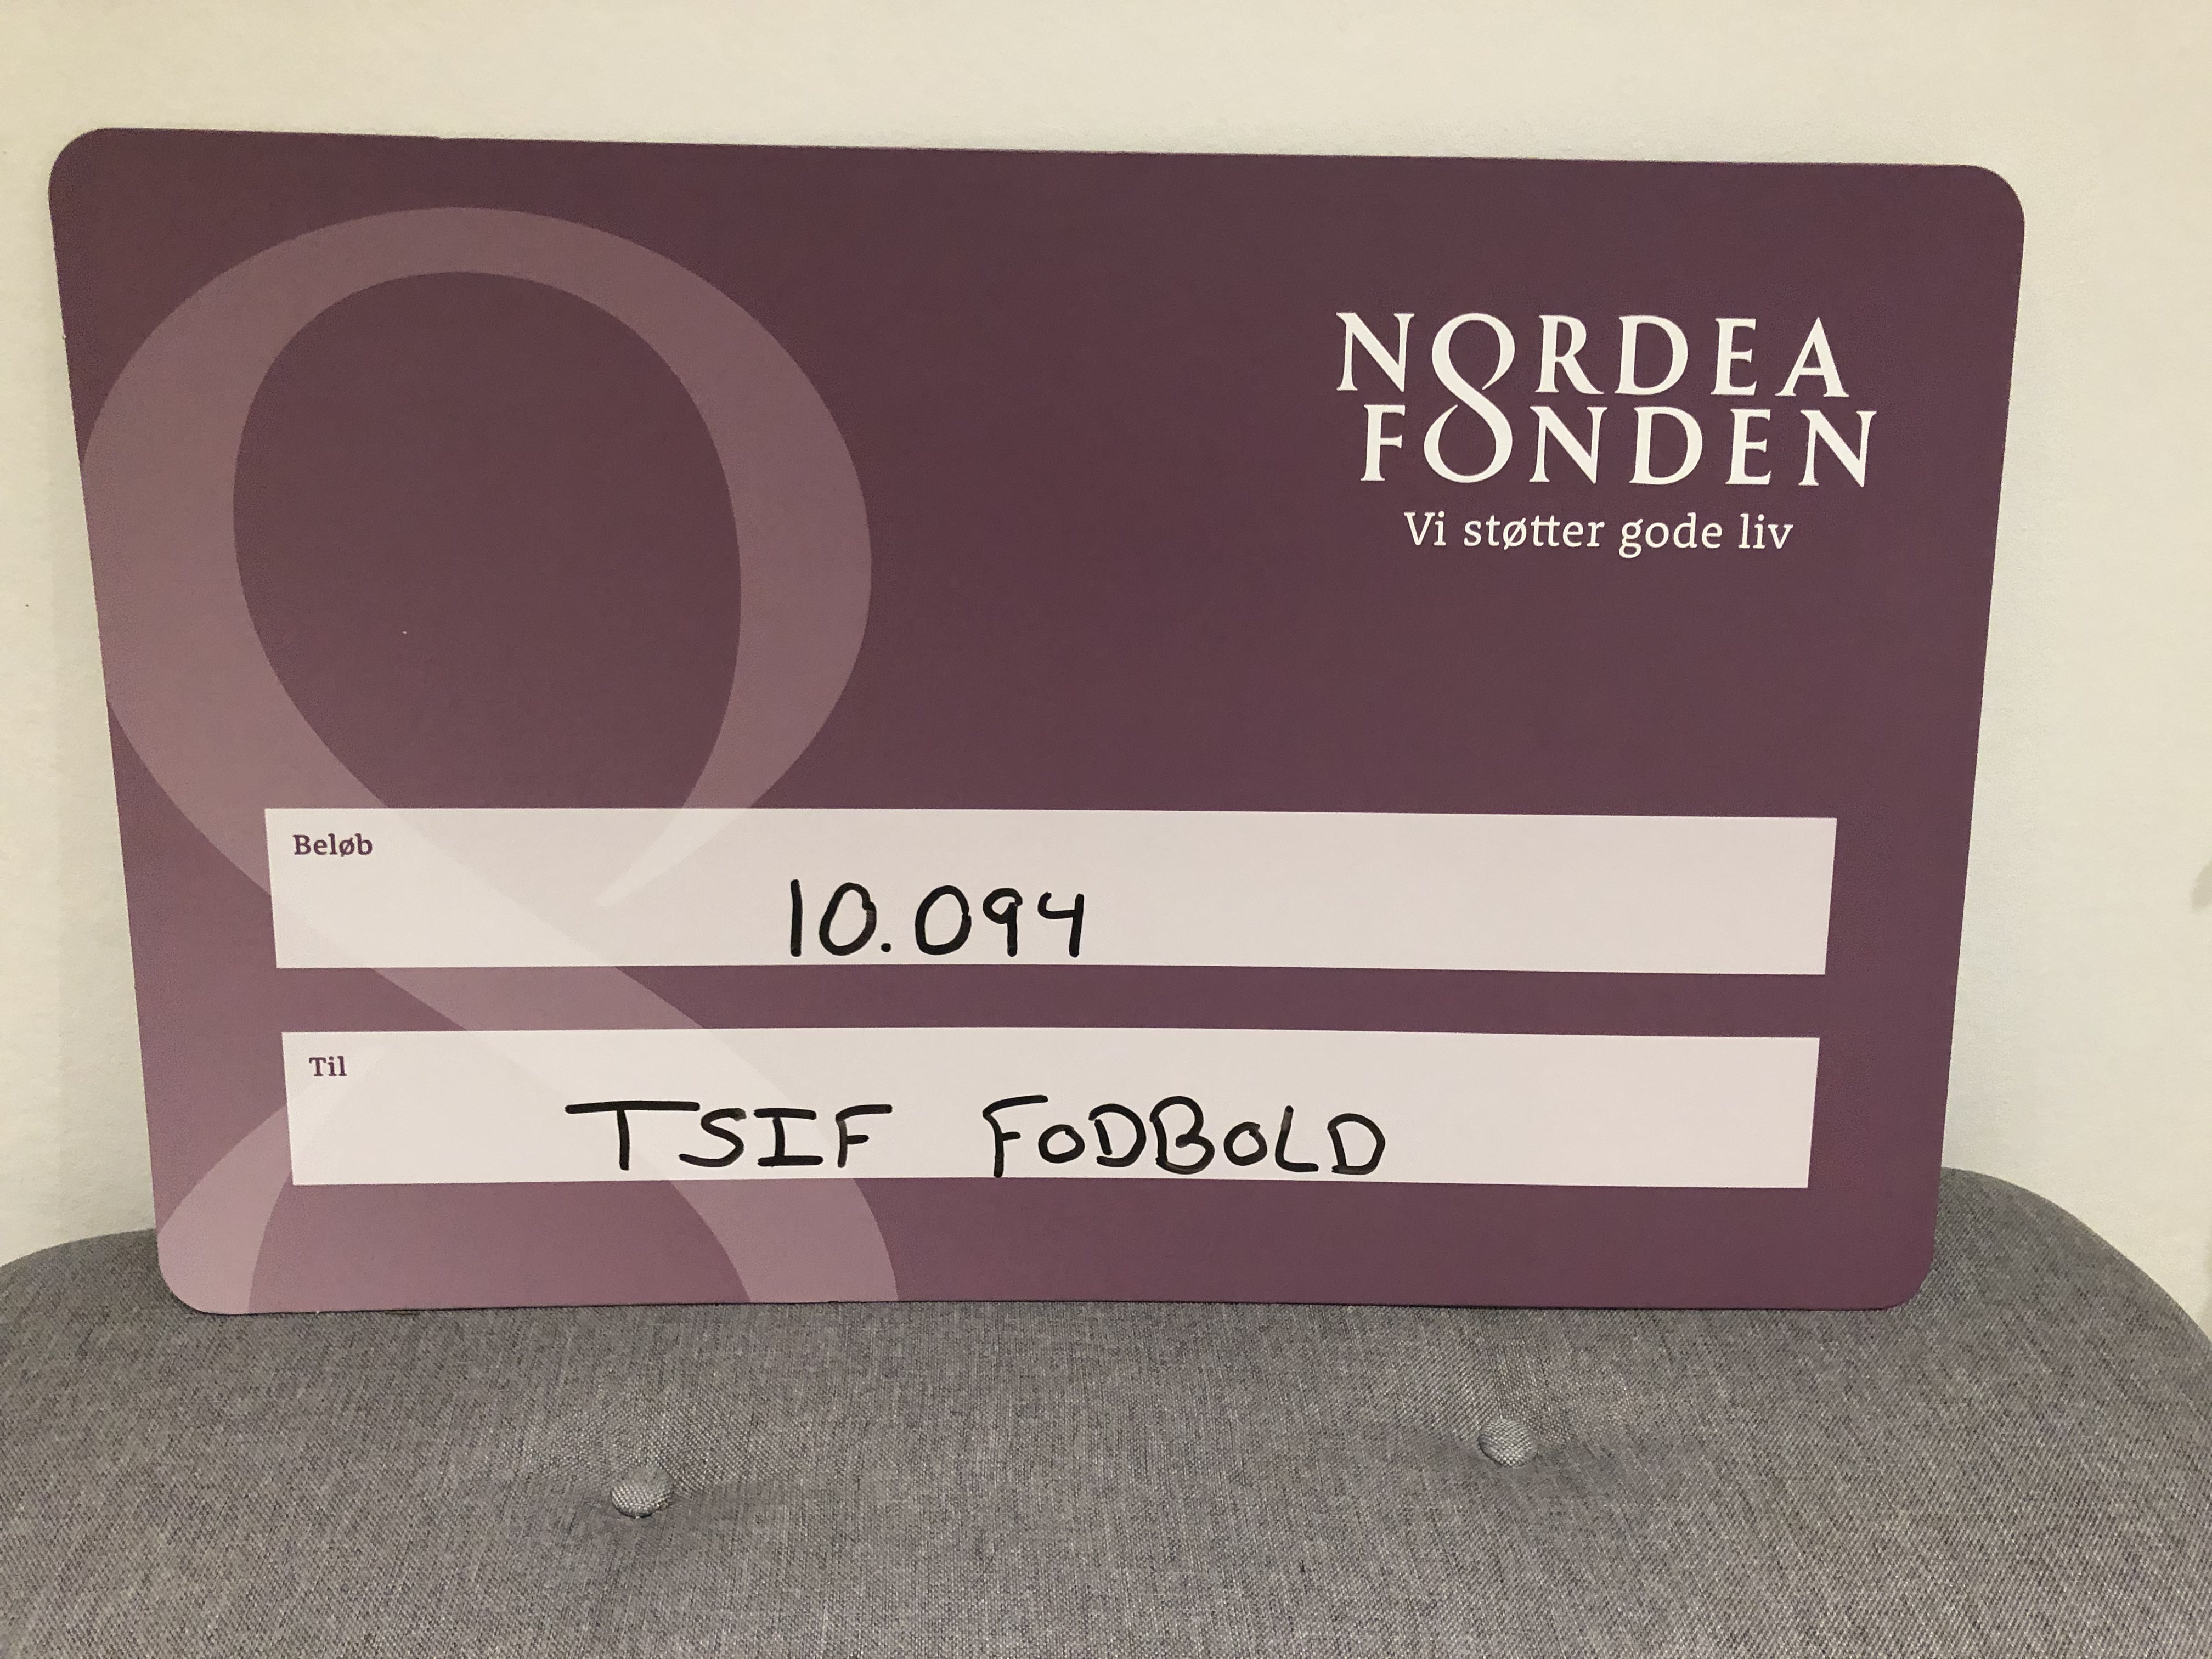 NORDEA
FONDEN
Vi støtter gode liv
Beløb
10.094
Til
TSIF FODBOLD